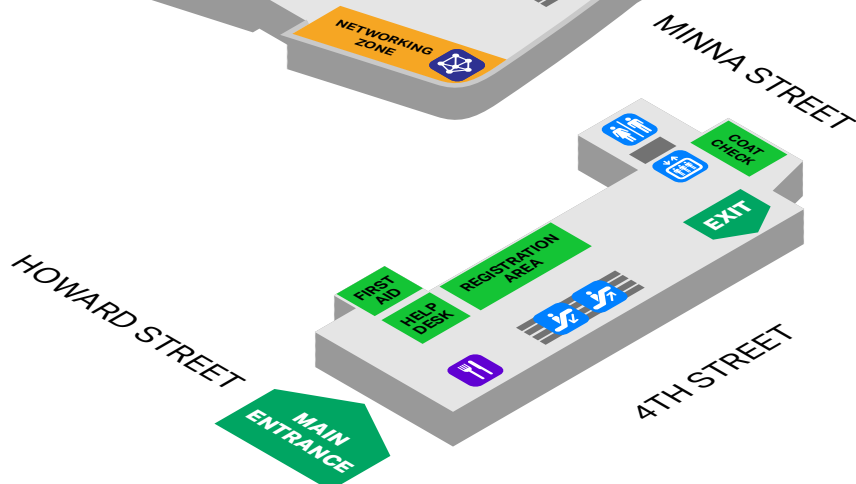 NETWORKING
ZONE
MINNA STREET
COAT
CHECK
EXIT
REGISTRATION
AREA
FIRST
AID
HELP
DESK
HOWARD STREET
4TH STREET
MAIN
ENTRANCE